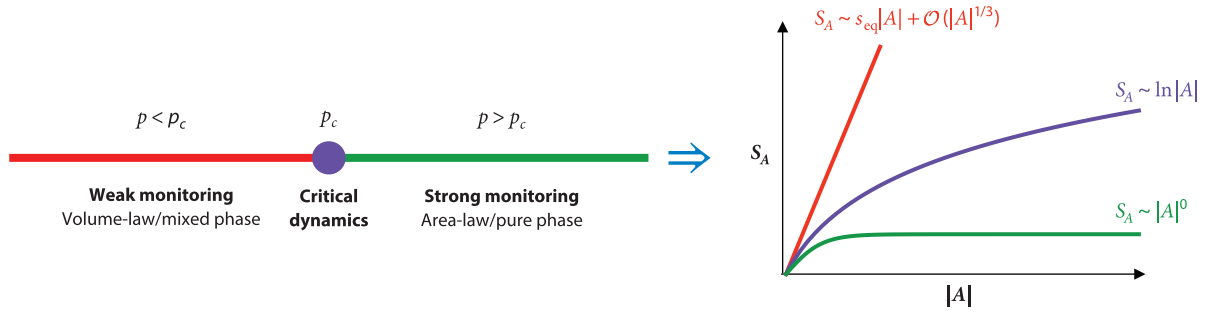 p < p_c
p_c
p > p_c
Weak monitoring
Volume-law/mixed phase
Critical
dynamics
Strong monitoring
Area-law/pure phase
⇒
S_A ~ s_eq|A| + 𝒪(|A|^{1/3})
S_A ~ ln|A|
S_A
S_A ~ |A|^0
|A|